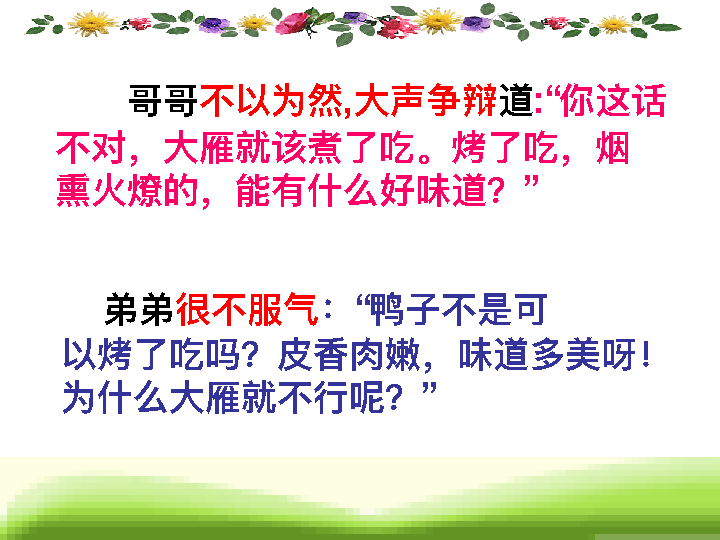 哥哥不以为然,大声争辩道:“你这话
不对，大雁就该煮了吃。烤了吃，烟
熏火燎的，能有什么好味道？”
弟弟很不服气：“鸭子不是可
以烤了吃吗？皮香肉嫩，味道多美呀！
为什么大雁就不行呢？”